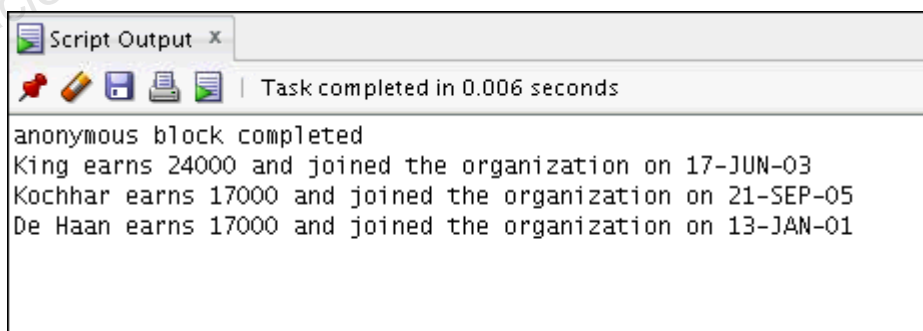 Script Output x
Task completed in 0.006 seconds
anonymous block completed
King earns 24000 and joined the organization on 17-JUN-03
Kochhar earns 17000 and joined the organization on 21-SEP-05
De Haan earns 17000 and joined the organization on 13-JAN-01